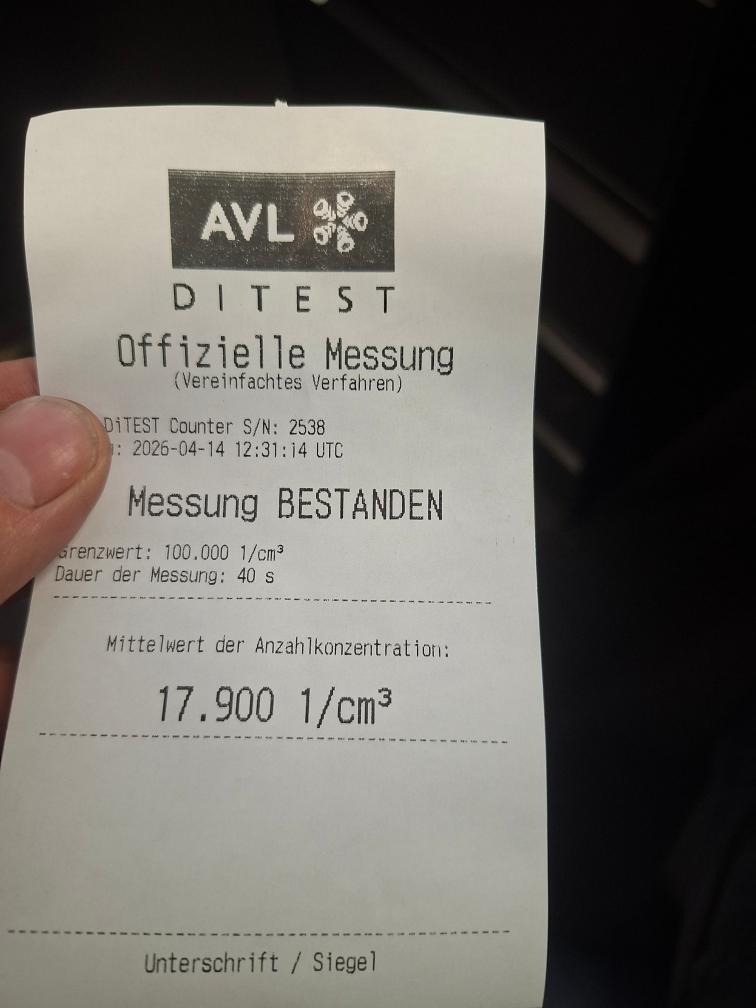 AVL
DITEST
Offizielle Messung
(Vereinfachtes Verfahren)
DiTEST Counter S/N: 2538
: 2026-04-14 12:31:14 UTC
Messung BESTANDEN
Grenzwert: 100.000 1/cm³
Dauer der Messung: 40 s
Mittelwert der Anzahlkonzentration:
17.900 1/cm³
Unterschrift / Siegel